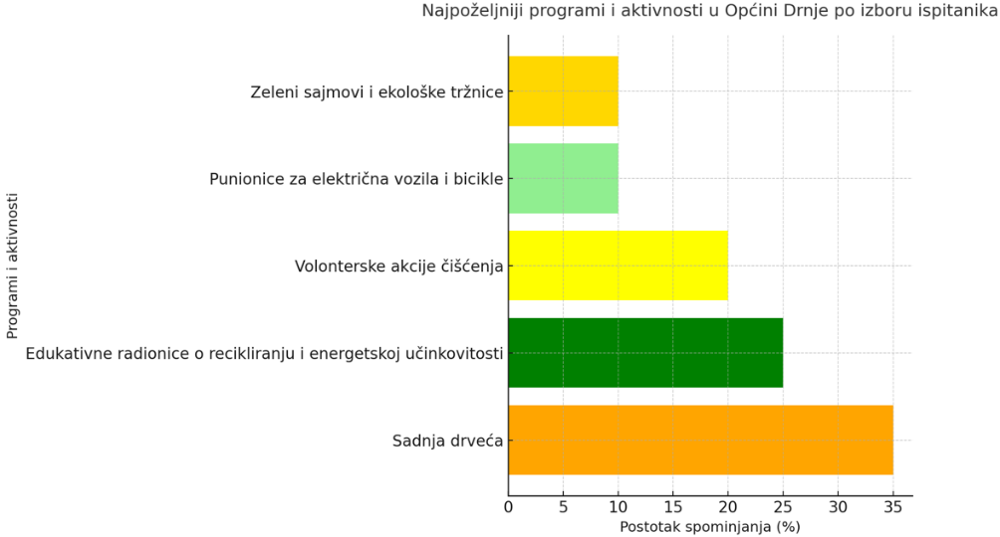 Najpoželjniji programi i aktivnosti u Općini Drnje po izboru ispitanika
Zeleni sajmovi i ekološke tržnice
Punionice za električna vozila i bicikle
Volonterske akcije čišćenja
Edukativne radionice o recikliranju i energetskoj učinkovitosti
Sadnja drveća
Programi i aktivnosti
0 5 10 15 20 25 30 35
Postotak spominjanja (%)